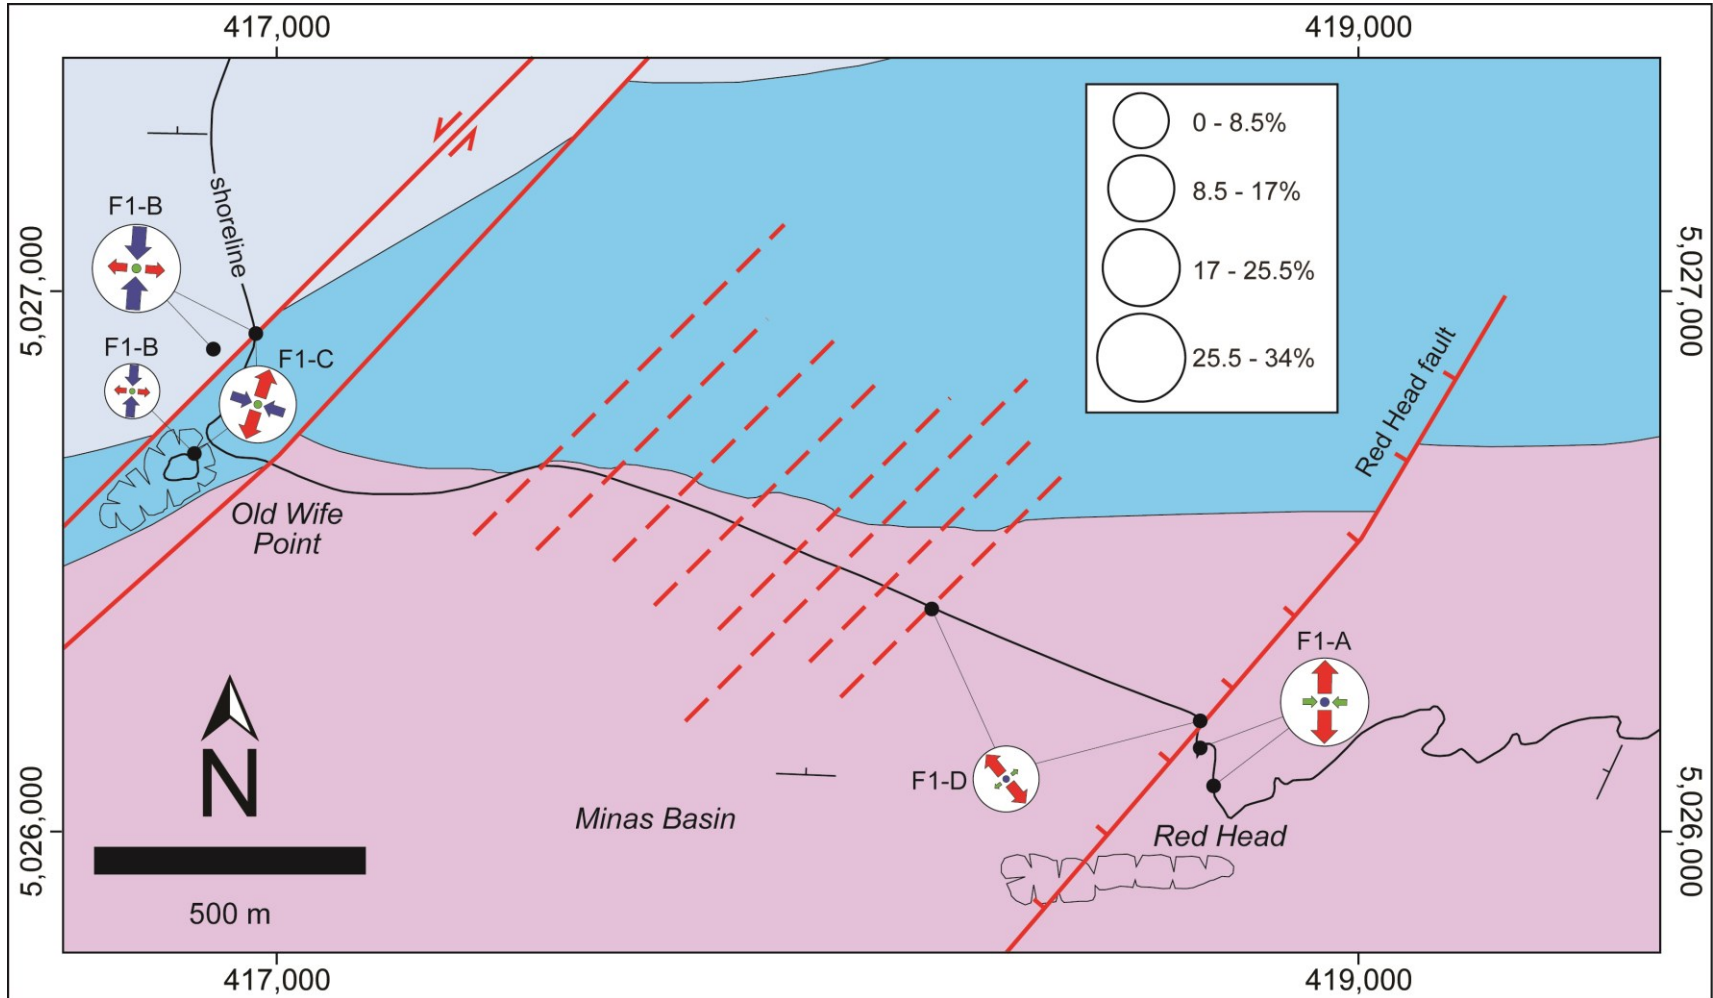 417,000
419,000
0 - 8.5%
8.5 - 17%
17 - 25.5%
25.5 - 34%
shoreline
F1-B
5,027,000
5,027,000
F1-B
F1-C
Red Head fault
Old Wife
Point
F1-A
N
F1-D
Minas Basin
Red Head
5,026,000
5,026,000
500 m
417,000
419,000